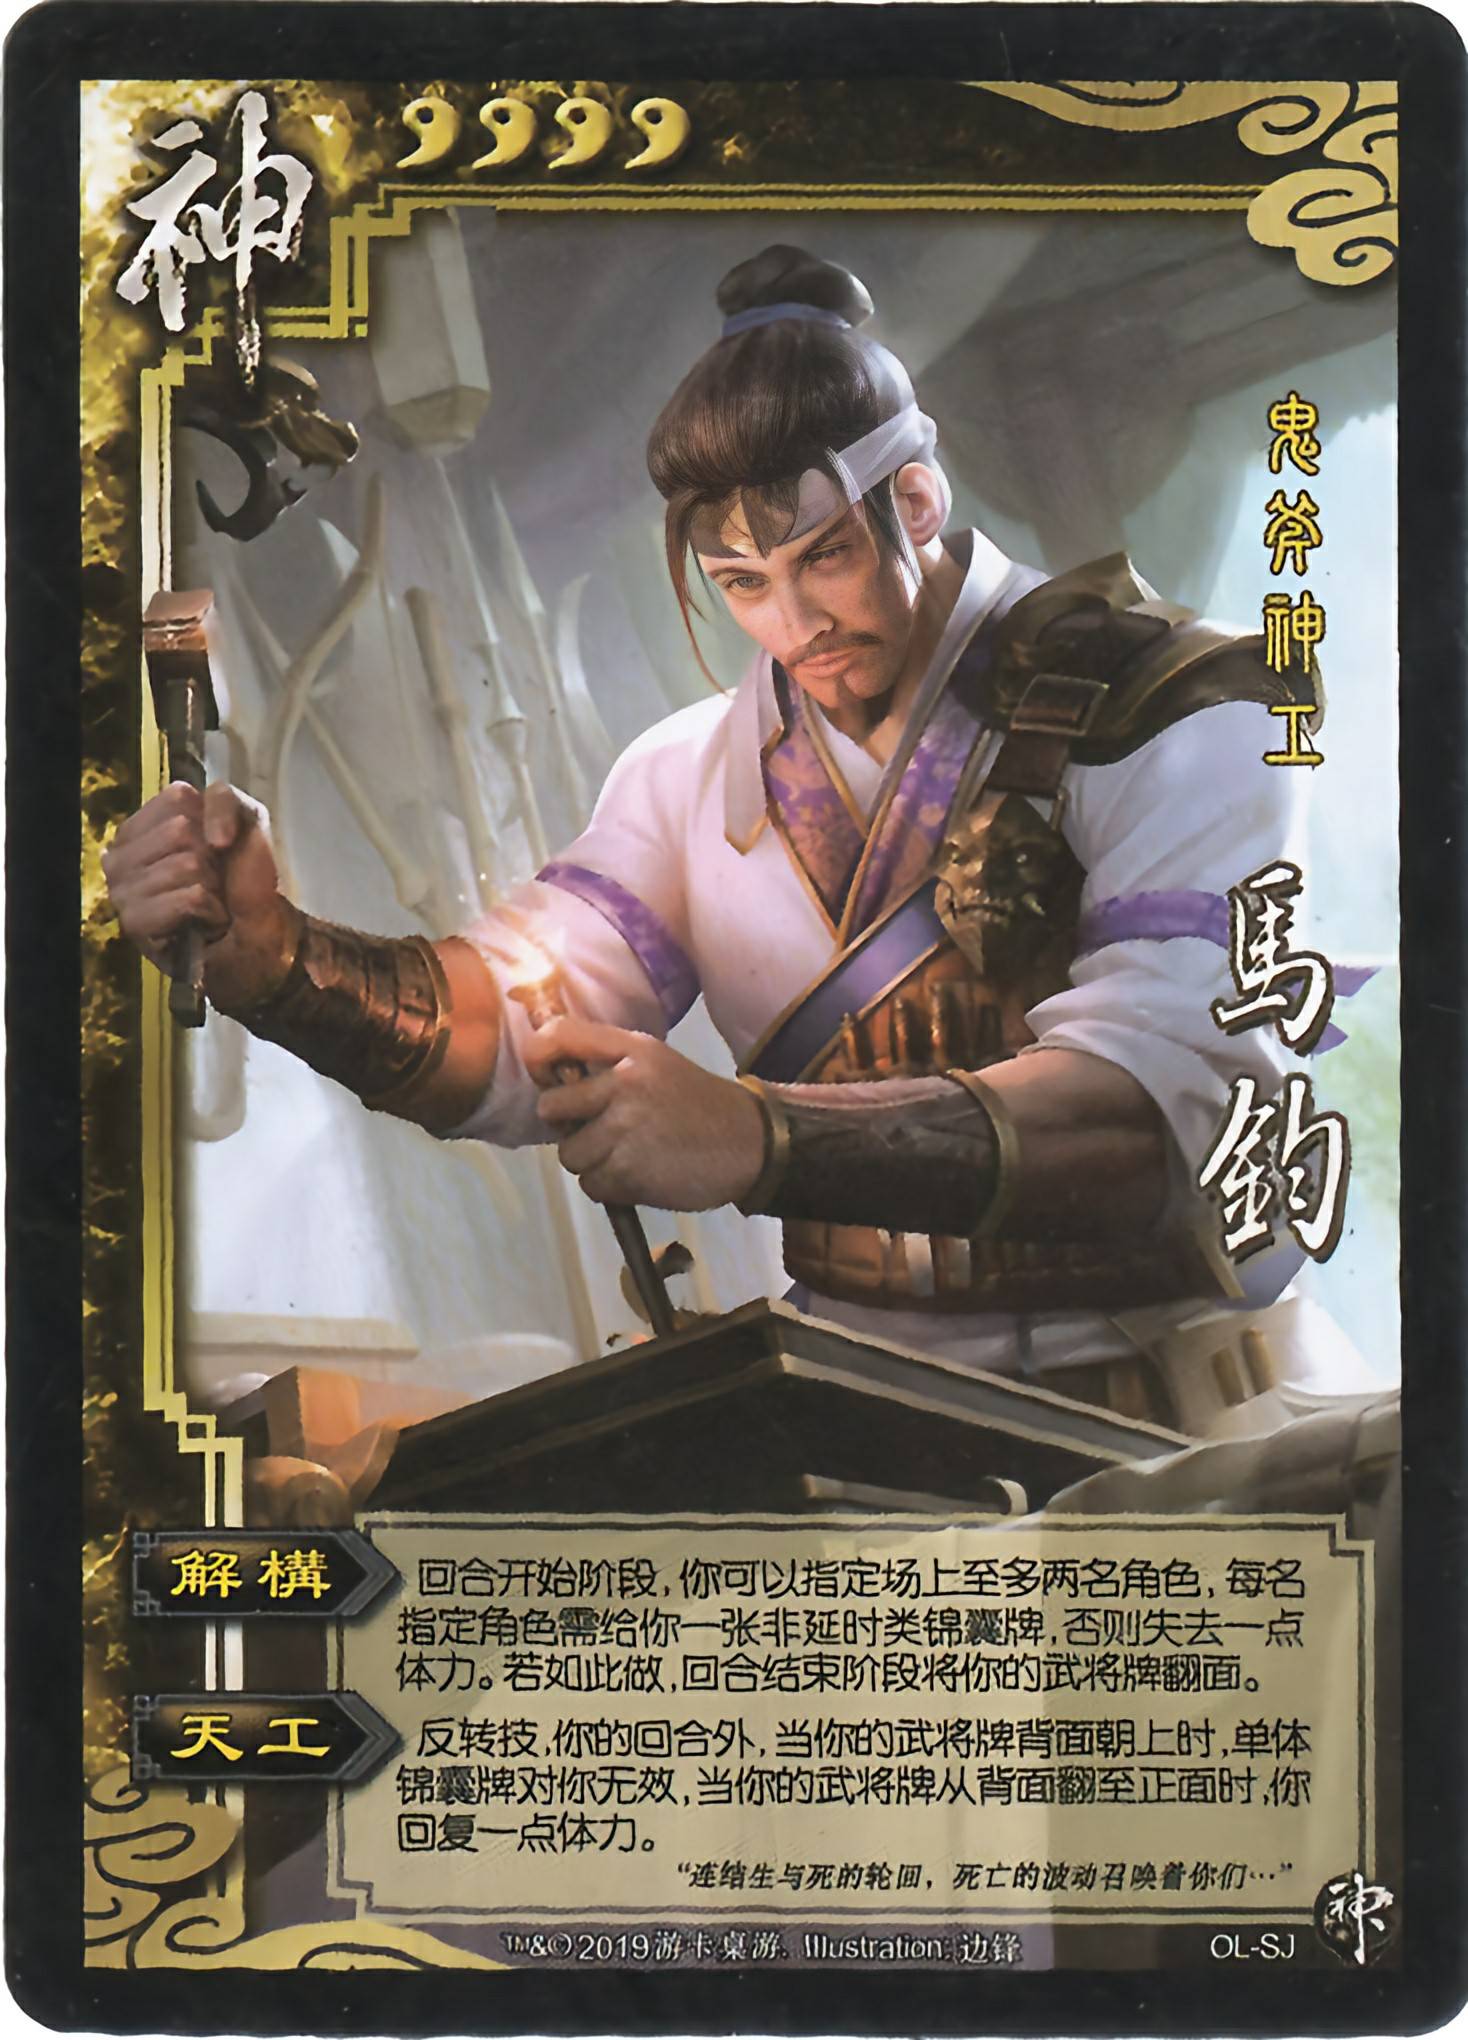 神
鬼斧神工
馬鈞
解構
回合开始阶段,你可以指定场上至多两名角色,每名
指定角色需给你一张非延时类锦囊牌,否则失去一点
体力。若如此做,回合结束阶段将你的武将牌翻面。
天工
反转技,你的回合外,当你的武将牌背面朝上时,单体
锦囊牌对你无效,当你的武将牌从背面翻至正面时,你
回复一点体力。
“连结生与死的轮回，死亡的波动召唤着你们…”
™&©2019游卡桌游. Illustration: 边锋
OL-SJ
神